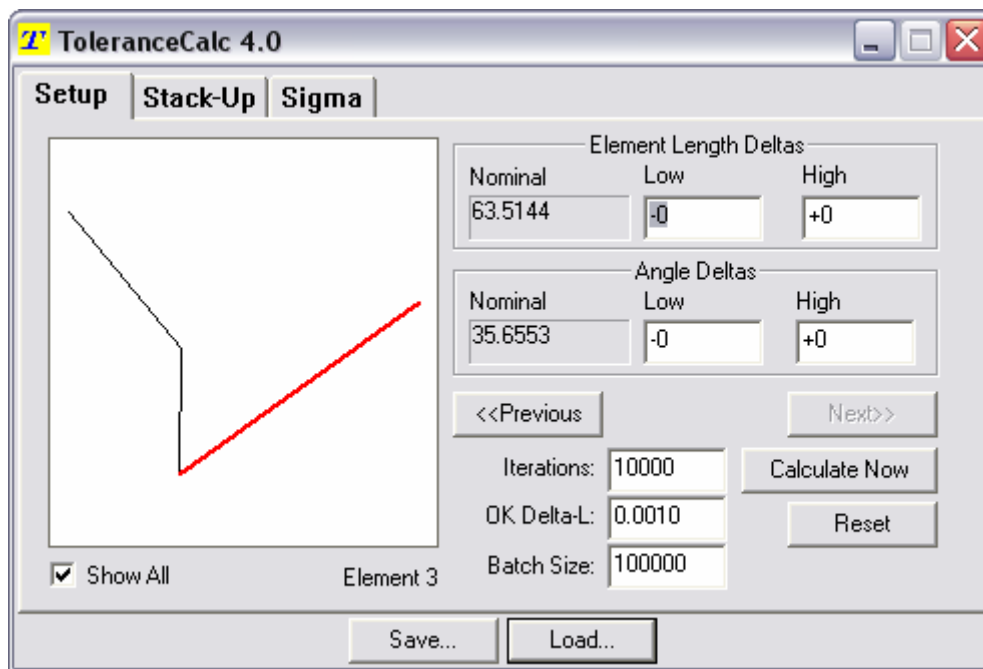 T ToleranceCalc 4.0
Setup Stack-Up Sigma
Element Length Deltas
Nominal Low High
63.5144 -0 +0
Angle Deltas
Nominal Low High
35.6553 -0 +0
<<Previous Next>>
Iterations: 10000 Calculate Now
OK Delta-L: 0.0010 Reset
Batch Size: 100000
Show All Element 3
Save... Load...